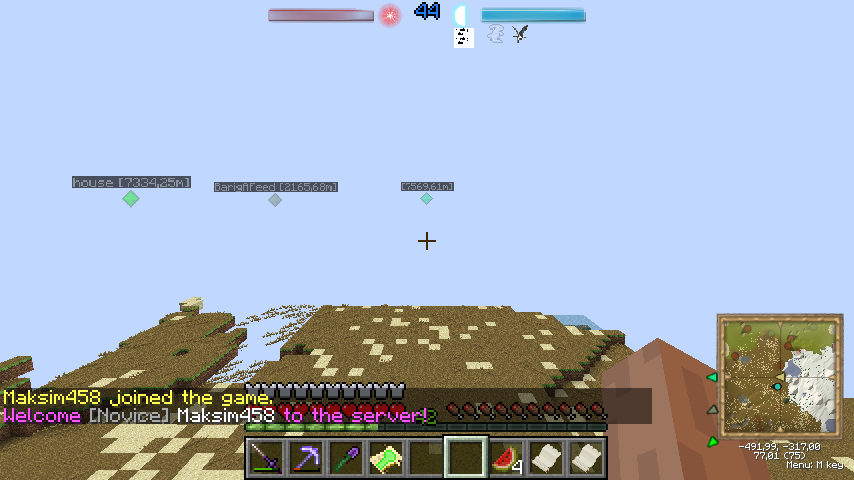 44
house [7334,25m]
BarigAFeed [2165,68m]
[7569,61m]
Maksim458 joined the game.
Welcome [Novice] Maksim458 to the server!
4
-491,99, -317,00
77,01 (75)
Menu: M key